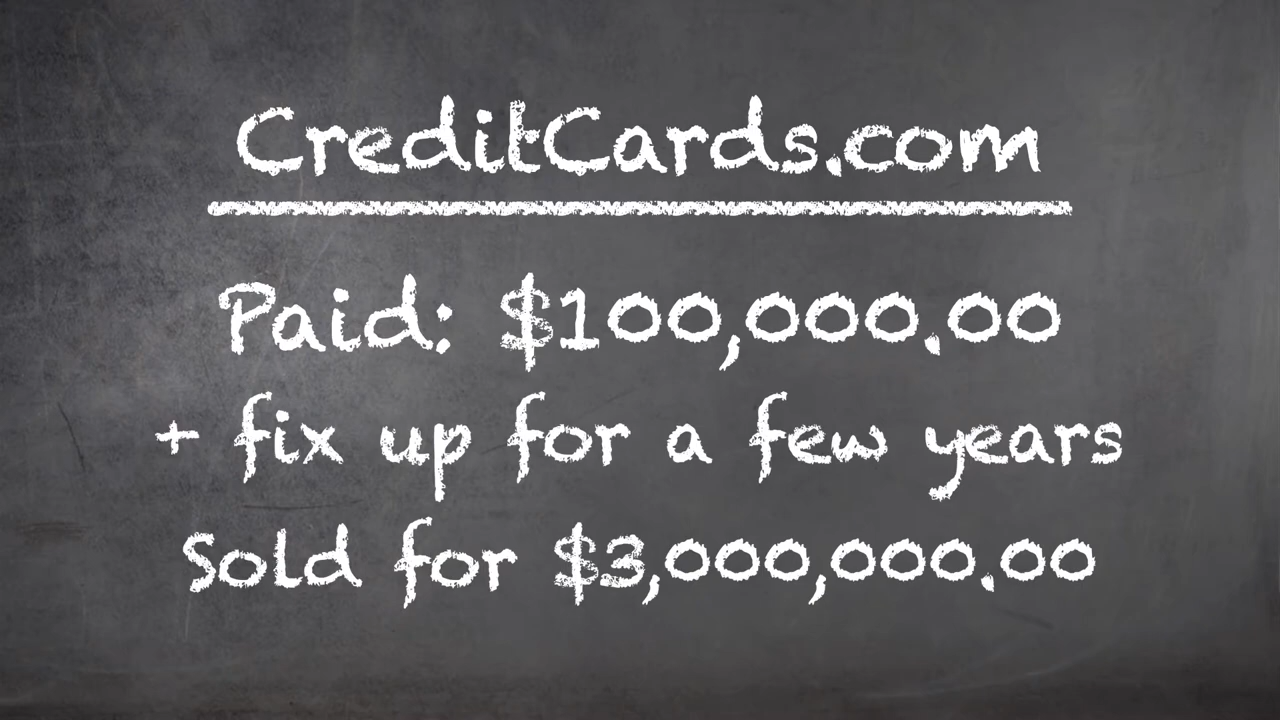 CreditCards.com
Paid: $100,000.00
+ fix up for a few years
Sold for $3,000,000.00